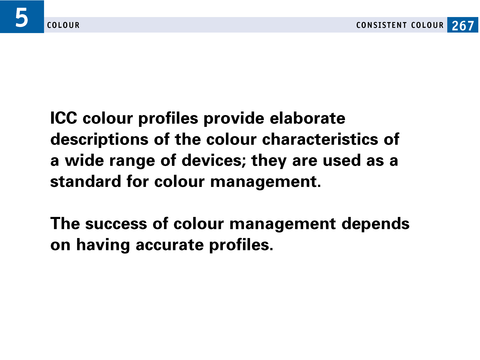 5
COLOUR
CONSISTENT COLOUR 267
ICC colour profiles provide elaborate
descriptions of the colour characteristics of
a wide range of devices; they are used as a
standard for colour management.
The success of colour management depends
on having accurate profiles.